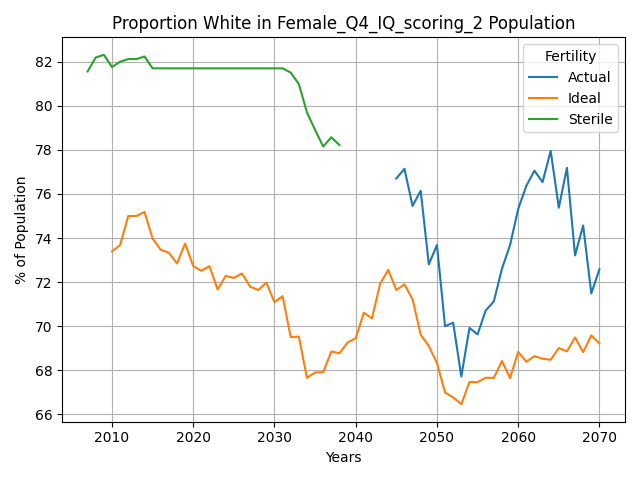 Proportion White in Female_Q4_IQ_scoring_2 Population
Fertility
Actual
Ideal
Sterile
% of Population
82
80
78
76
74
72
70
68
66
2010
2020
2030
2040
2050
2060
2070
Years